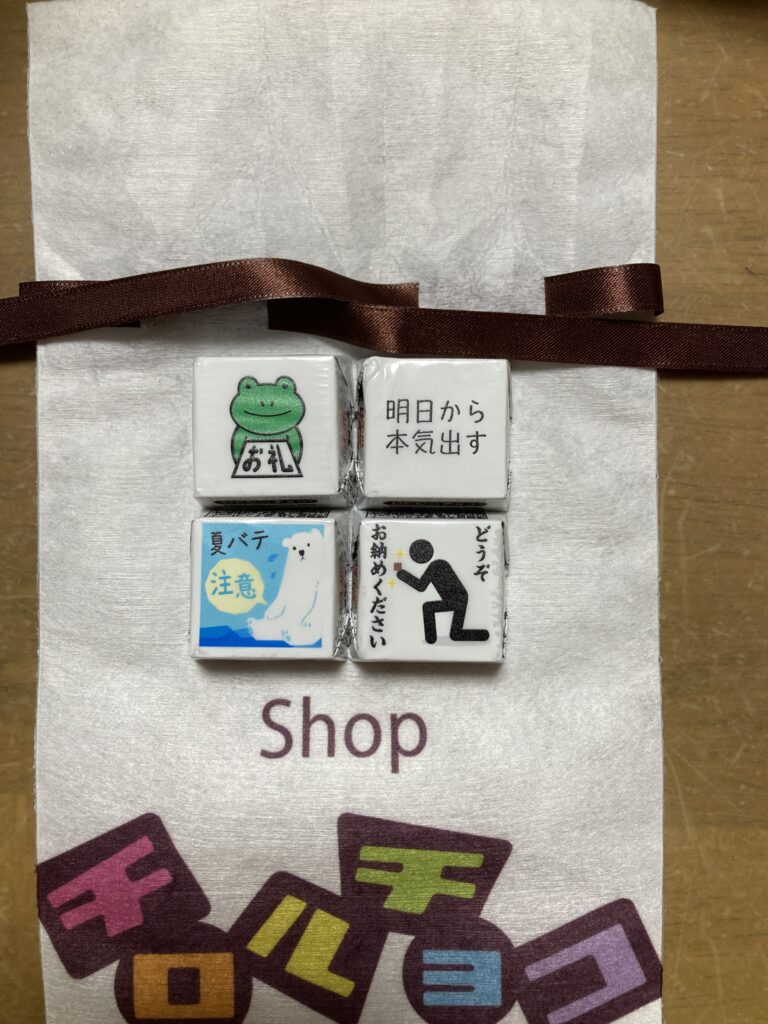 お礼
明日から
本気出す
夏バテ
注意
どうぞ
お納めください
Shop
チロルチョコ